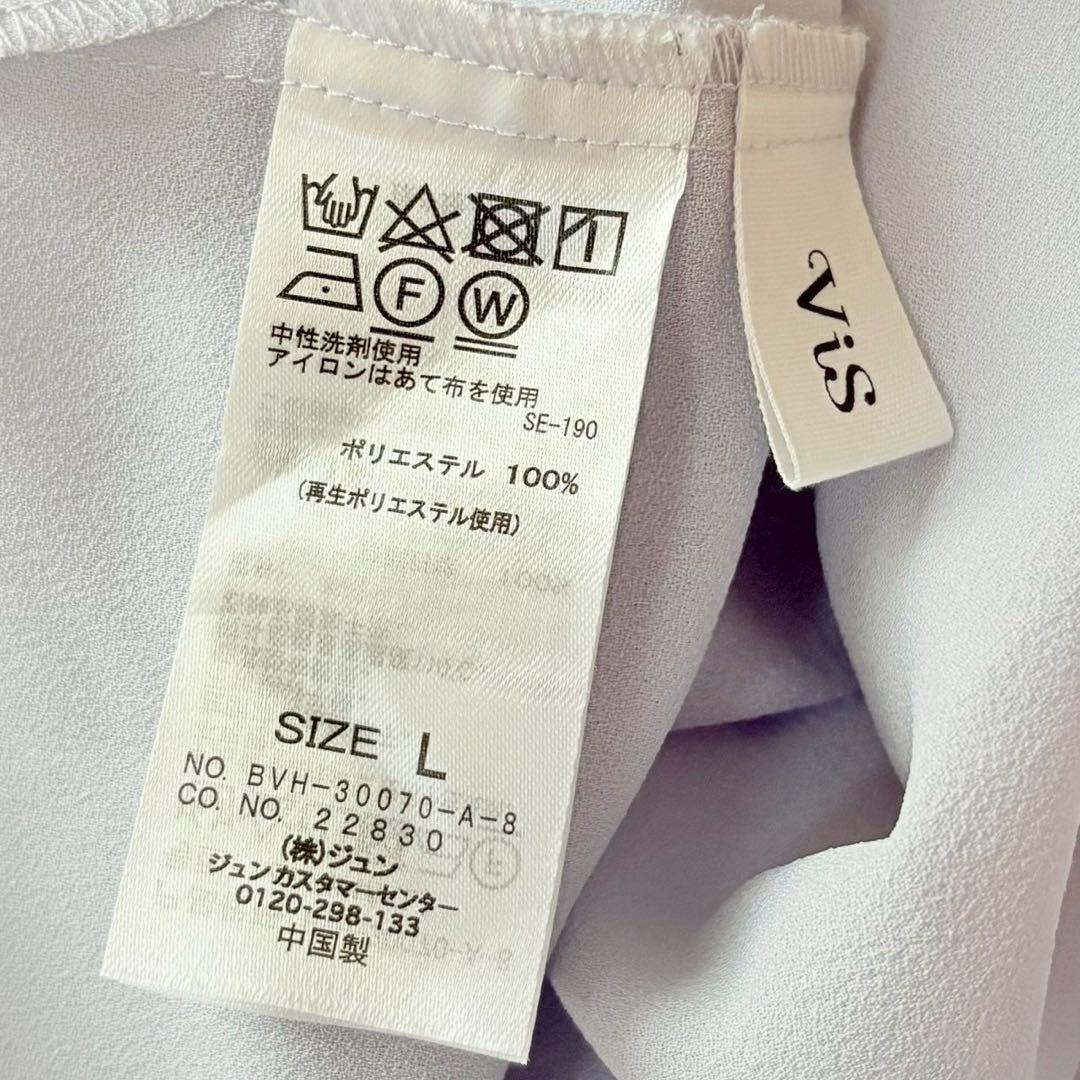 F
W
中性洗剤使用
アイロンはあて布を使用
SE-190
ポリエステル 100%
(再生ポリエステル使用)
SIZE L
NO. BVH-30070-A-8
CO. NO. 22830
(株)ジュン
ジュンカスタマーセンター
0120-298-133
中国製
ViS